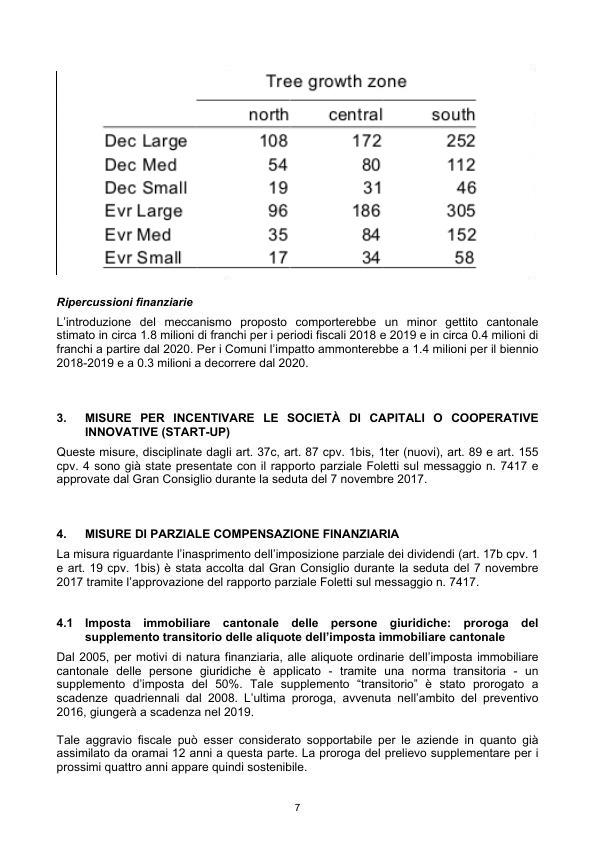 Tree growth zone
north central south
Dec Large 108 172 252
Dec Med 54 80 112
Dec Small 19 31 46
Evr Large 96 186 305
Evr Med 35 84 152
Evr Small 17 34 58
Ripercussioni finanziarie
L’introduzione del meccanismo proposto comporterebbe un minor gettito cantonale
stimato in circa 1.8 milioni di franchi per i periodi fiscali 2018 e 2019 e in circa 0.4 milioni di
franchi a partire dal 2020. Per i Comuni l’impatto ammonterebbe a 1.4 milioni per il biennio
2018-2019 e a 0.3 milioni a decorrere dal 2020.
3. MISURE PER INCENTIVARE LE SOCIETÀ DI CAPITALI O COOPERATIVE
INNOVATIVE (START-UP)
Queste misure, disciplinate dagli art. 37c, art. 87 cpv. 1bis, 1ter (nuovi), art. 89 e art. 155
cpv. 4 sono già state presentate con il rapporto parziale Foletti sul messaggio n. 7417 e
approvate dal Gran Consiglio durante la seduta del 7 novembre 2017.
4. MISURE DI PARZIALE COMPENSAZIONE FINANZIARIA
La misura riguardante l’inasprimento dell’imposizione parziale dei dividendi (art. 17b cpv. 1
e art. 19 cpv. 1bis) è stata accolta dal Gran Consiglio durante la seduta del 7 novembre
2017 tramite l’approvazione del rapporto parziale Foletti sul messaggio n. 7417.
4.1 Imposta immobiliare cantonale delle persone giuridiche: proroga del
supplemento transitorio delle aliquote dell’imposta immobiliare cantonale
Dal 2005, per motivi di natura finanziaria, alle aliquote ordinarie dell’imposta immobiliare
cantonale delle persone giuridiche è applicato - tramite una norma transitoria - un
supplemento d’imposta del 50%. Tale supplemento “transitorio” è stato prorogato a
scadenze quadriennali dal 2008. L’ultima proroga, avvenuta nell’ambito del preventivo
2016, giungerà a scadenza nel 2019.
Tale aggravio fiscale può esser considerato sopportabile per le aziende in quanto già
assimilato da oramai 12 anni a questa parte. La proroga del prelievo supplementare per i
prossimi quattro anni appare quindi sostenibile.
7